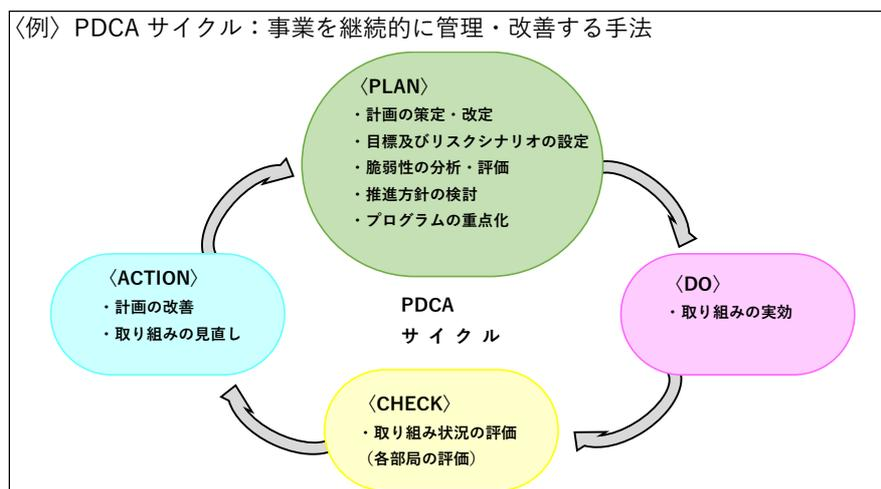 〈例〉PDCA サイクル：事業を継続的に管理・改善する手法
〈PLAN〉
・計画の策定・改定
・目標及びリスクシナリオの設定
・脆弱性の分析・評価
・推進方針の検討
・プログラムの重点化
〈ACTION〉
・計画の改善
・取り組みの見直し
PDCA
サ イ ク ル
〈DO〉
・取り組みの実効
〈CHECK〉
・取り組み状況の評価
（各部局の評価）